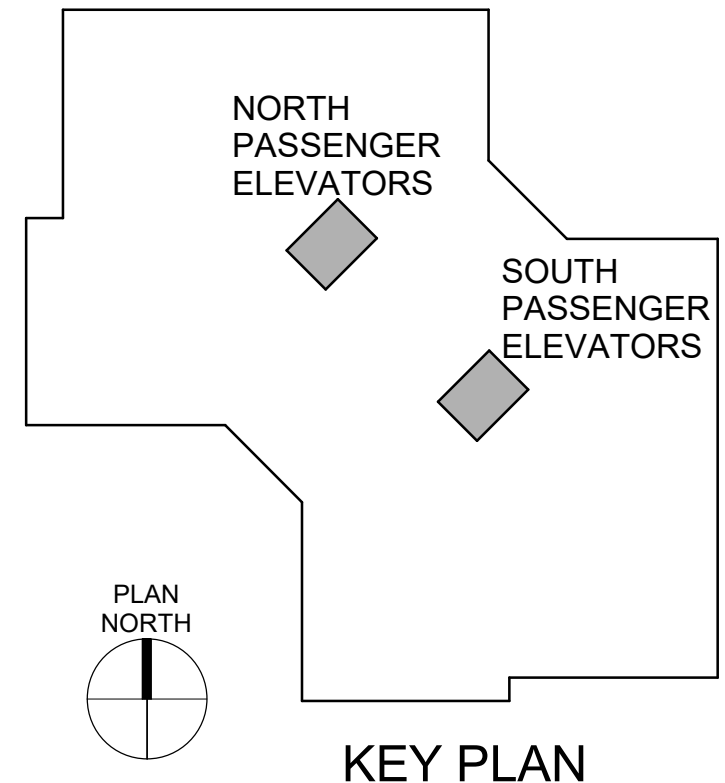 NORTH
PASSENGER
ELEVATORS
SOUTH
PASSENGER
ELEVATORS
PLAN
NORTH
KEY PLAN